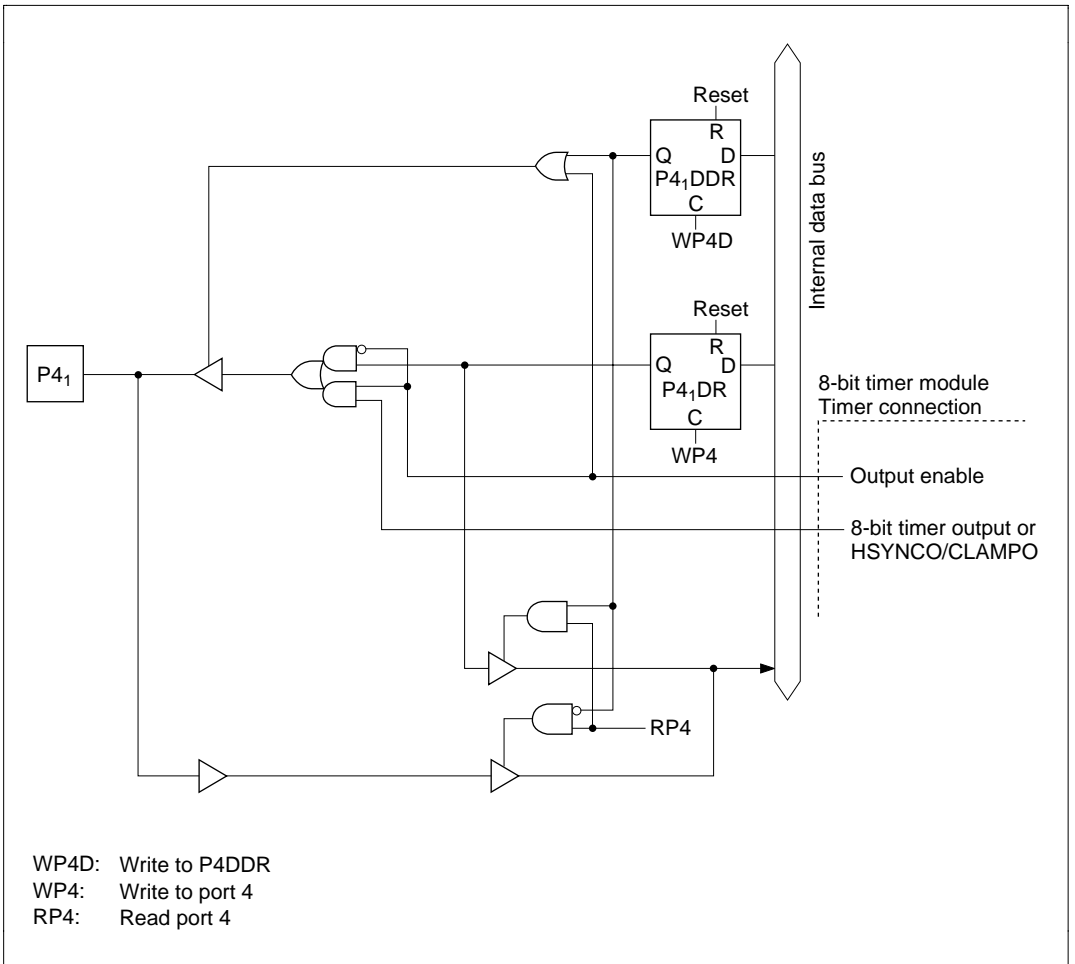 Reset
R
Q D
P4₁DDR
C
WP4D
Internal data bus
Reset
R
Q D
P4₁DR
C
WP4
P4₁
8-bit timer module
Timer connection
Output enable
8-bit timer output or
HSYNCO/CLAMPO
RP4
WP4D: Write to P4DDR
WP4: Write to port 4
RP4: Read port 4